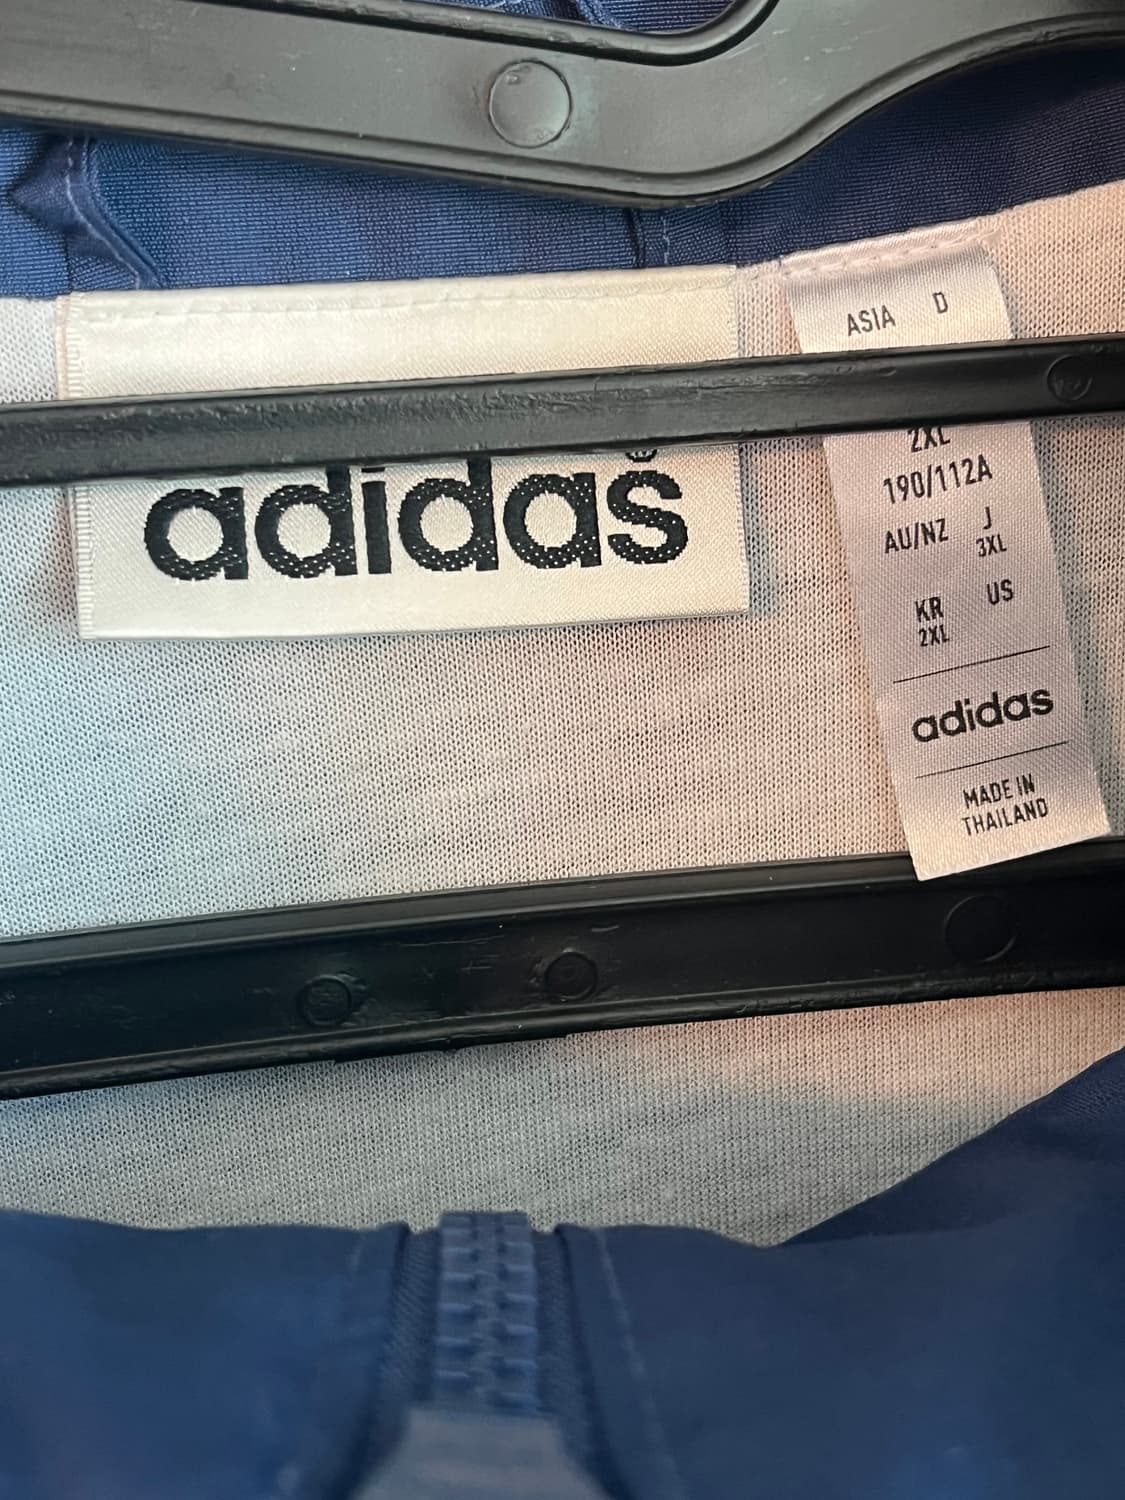 ASIA D
2XL
190/112A
AU/NZ J
3XL
KR US
2XL
adidas
adidas
MADE IN
THAILAND